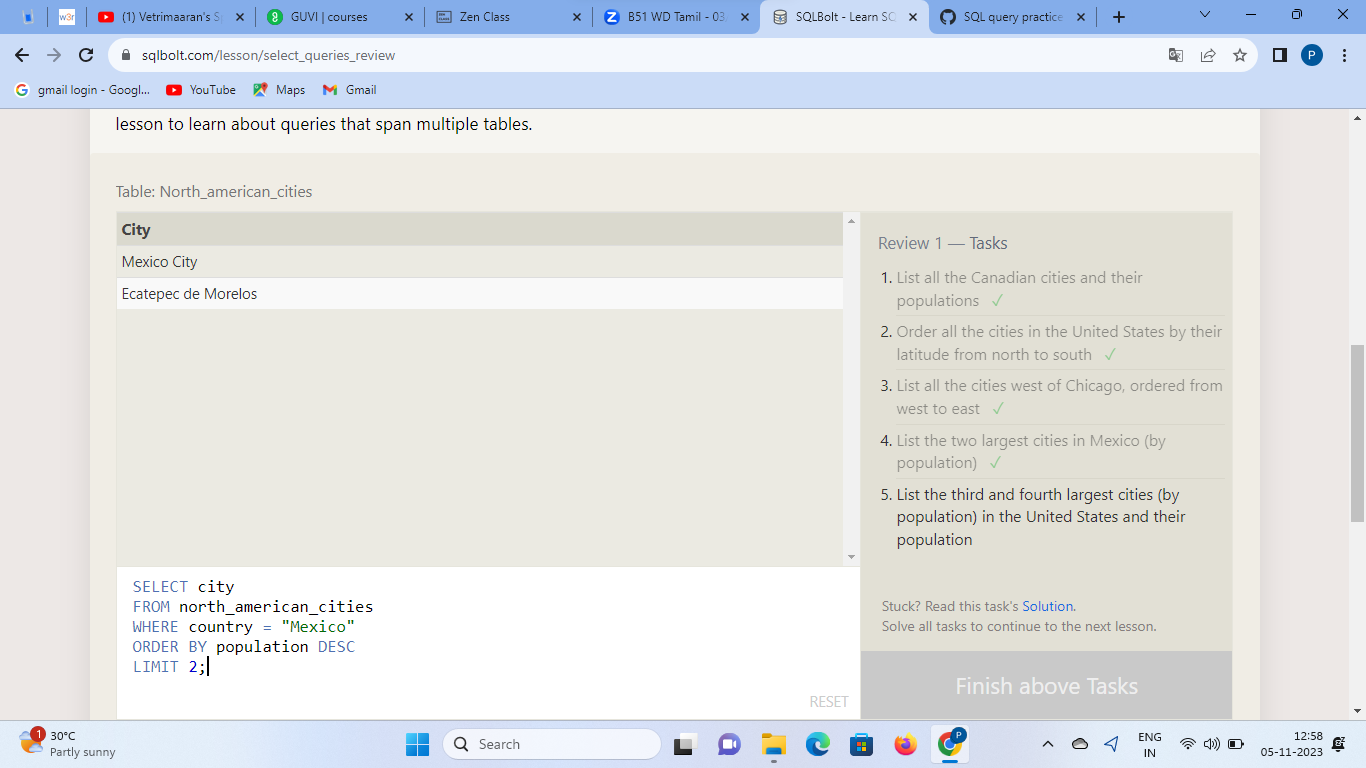 w3r
(1) Vetrimaaran's S
GUVI | courses
Zen Class
B51 WD Tamil - 03
SQLBolt - Learn SQ
SQL query practice
sqlbolt.com/lesson/select_queries_review
P
gmail login - Googl...
YouTube
Maps
Gmail
lesson to learn about queries that span multiple tables.
Table: North_american_cities
City
Mexico City
Ecatepec de Morelos
SELECT city
FROM north_american_cities
WHERE country = "Mexico"
ORDER BY population DESC
LIMIT 2;
RESET
Review 1 — Tasks
1. List all the Canadian cities and their
populations ✓
2. Order all the cities in the United States by their
latitude from north to south ✓
3. List all the cities west of Chicago, ordered from
west to east ✓
4. List the two largest cities in Mexico (by
population) ✓
5. List the third and fourth largest cities (by
population) in the United States and their
population
Stuck? Read this task's Solution.
Solve all tasks to continue to the next lesson.
Finish above Tasks
1
30°C
Partly sunny
Search
P
ENG
IN
12:58
05-11-2023